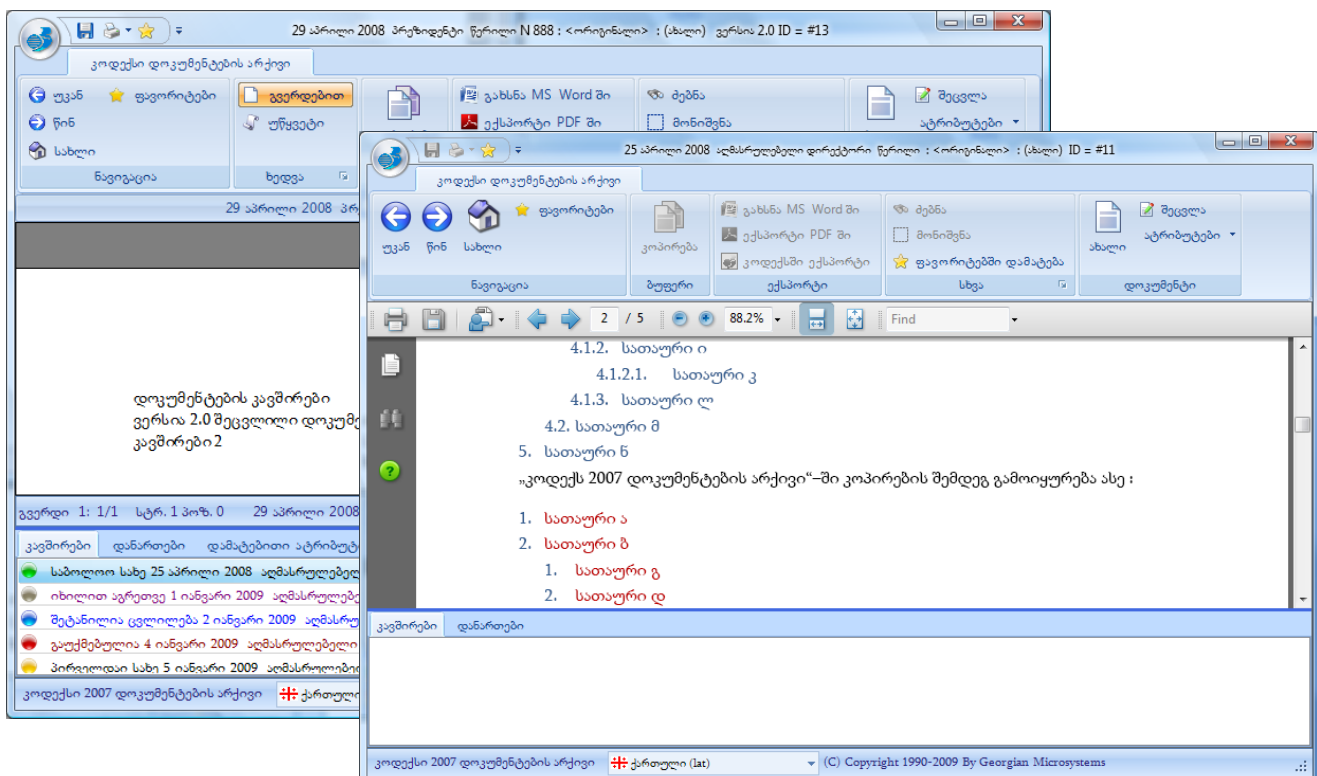 29 აპრილი 2008 პრეზიდენტი წერილი N 888 : <ორიგინალი> : (ახალი) ვერსია 2.0 ID = #13
კოდექსი დოკუმენტების არქივი
უკან
ფავორიტები
გვერდებით
გახსნა MS Word ში
ძებნა
შეცვლა
წინ
უწყვეტი
ექსპორტი PDF ში
მონიშვნა
ატრიბუტები
სახლი
ნავიგაცია
ხედვა
29 აპრილი 2008 პრ
დოკუმენტების კავშირები
ვერსია 2.0 შეცვლილი დოკუმე
კავშირები 2
გვერდი 1: 1/1 სტრ. 1 პოზ. 0 29 აპრილი 2008
კავშირები დანართები დამატებითი ატრიბუტ
საბოლოო სახე 25 აპრილი 2008 აღმასრულებელ
იხილით აგრეთვე 1 იანვარი 2009 აღმასრულებე
შეტანილია ცვლილება 2 იანვარი 2009 აღმასრუ
გაუქმებულია 4 იანვარი 2009 აღმასრულებელი
პირველდაი სახე 5 იანვარი 2009 აღმასრულებე
კოდექსი 2007 დოკუმენტების არქივი ქართული
25 აპრილი 2008 აღმასრულებელი დირექტორი წერილი : <ორიგინალი> : (ახალი) ID = #11
კოდექსი დოკუმენტების არქივი
უკან
წინ
სახლი
ფავორიტები
კოპირება
გახსნა MS Word ში
ექსპორტი PDF ში
კოდექსში ექსპორტი
ძებნა
მონიშვნა
ფავორიტებში დამატება
ახალი
შეცვლა
ატრიბუტები
ნავიგაცია
ბუფერი
ექსპორტი
სხვა
დოკუმენტი
2 / 5 88.2% Find
4.1.2. სათაური ი
4.1.2.1. სათაური კ
4.1.3. სათაური ლ
4.2. სათაური მ
5. სათაური ნ
„კოდექს 2007 დოკუმენტების არქივი“–ში კოპირების შემდეგ გამოიყურება ასე :
1. სათაური ა
2. სათაური ბ
1. სათაური გ
2. სათაური დ
კავშირები დანართები
კოდექსი 2007 დოკუმენტების არქივი ქართული (lat) (C) Copyright 1990-2009 By Georgian Microsystems